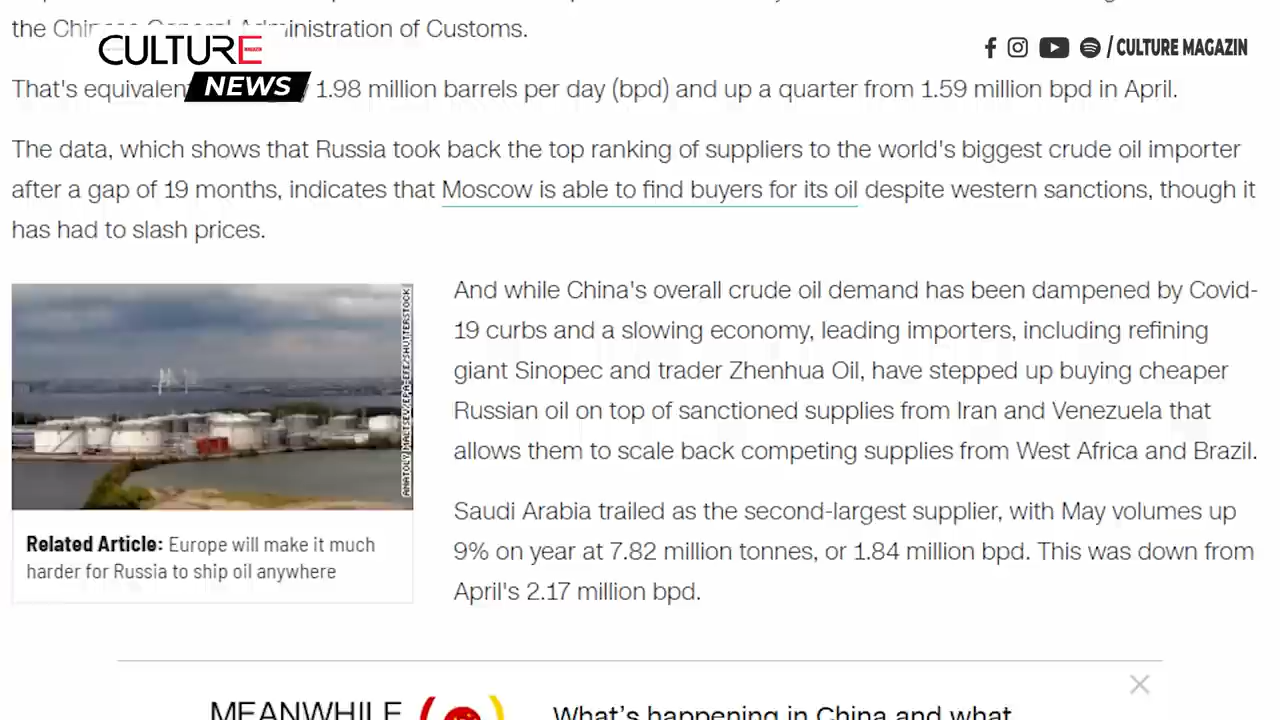 the Chinese General Administration of Customs.
CULTURE
NEWS
/ CULTURE MAGAZIN
That's equivalent 1.98 million barrels per day (bpd) and up a quarter from 1.59 million bpd in April.
The data, which shows that Russia took back the top ranking of suppliers to the world's biggest crude oil importer
after a gap of 19 months, indicates that Moscow is able to find buyers for its oil despite western sanctions, though it
has had to slash prices.
ANATOLY MALTSEV/EPA-EFE/SHUTTERSTOCK
Related Article: Europe will make it much
harder for Russia to ship oil anywhere
And while China's overall crude oil demand has been dampened by Covid-
19 curbs and a slowing economy, leading importers, including refining
giant Sinopec and trader Zhenhua Oil, have stepped up buying cheaper
Russian oil on top of sanctioned supplies from Iran and Venezuela that
allows them to scale back competing supplies from West Africa and Brazil.
Saudi Arabia trailed as the second-largest supplier, with May volumes up
9% on year at 7.82 million tonnes, or 1.84 million bpd. This was down from
April's 2.17 million bpd.
MEANWHILE
What's happening in China and what